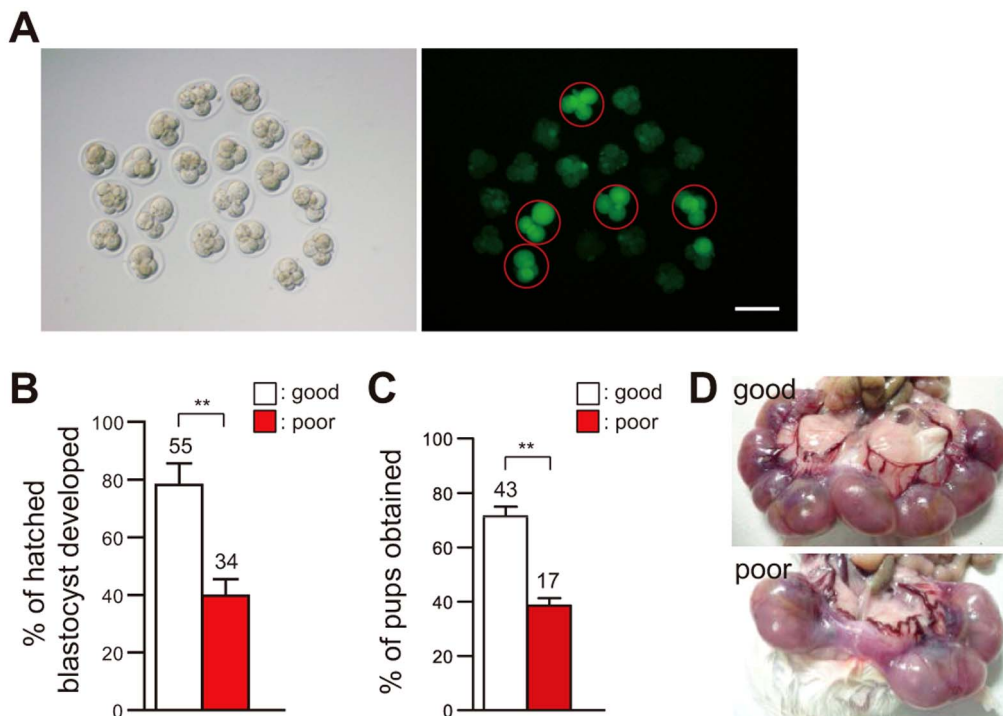 A
B
% of hatched
blastocyst developed
: good
: poor
**
55
34
100
80
60
40
20
0
C
% of pups obtained
: good
: poor
**
43
17
100
80
60
40
20
0
D
good
poor